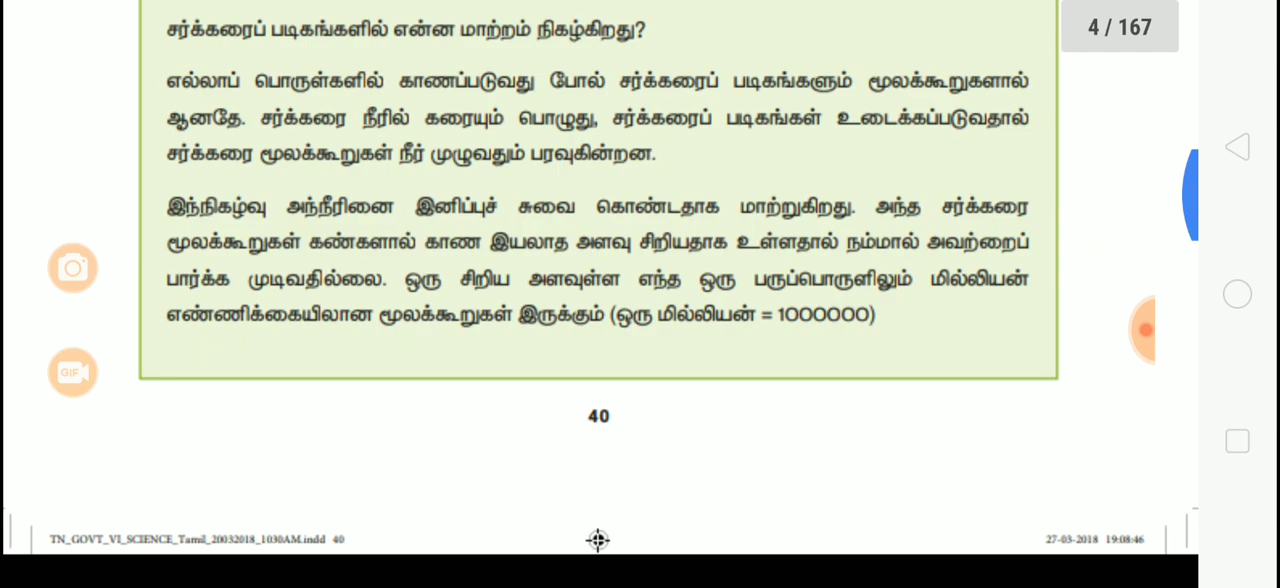 சர்க்கரைப் படிகங்களில் என்ன மாற்றம் நிகழ்கிறது?
4 / 167
எல்லாப் பொருள்களில் காணப்படுவது போல் சர்க்கரைப் படிகங்களும் மூலக்கூறுகளால்
ஆனதே. சர்க்கரை நீரில் கரையும் பொழுது, சர்க்கரைப் படிகங்கள் உடைக்கப்படுவதால்
சர்க்கரை மூலக்கூறுகள் நீர் முழுவதும் பரவுகின்றன.
இந்நிகழ்வு அந்நீரினை இனிப்புச் சுவை கொண்டதாக மாற்றுகிறது. அந்த சர்க்கரை
மூலக்கூறுகள் கண்களால் காண இயலாத அளவு சிறியதாக உள்ளதால் நம்மால் அவற்றைப்
பார்க்க முடிவதில்லை. ஒரு சிறிய அளவுள்ள எந்த ஒரு பருப்பொருளிலும் மில்லியன்
எண்ணிக்கையிலான மூலக்கூறுகள் இருக்கும் (ஒரு மில்லியன் = 1000000)
GIF
40
TN_GOVT_VI_SCIENCE_Tamil_20032018_1030AM.indd 40
27-03-2018 19:08:46